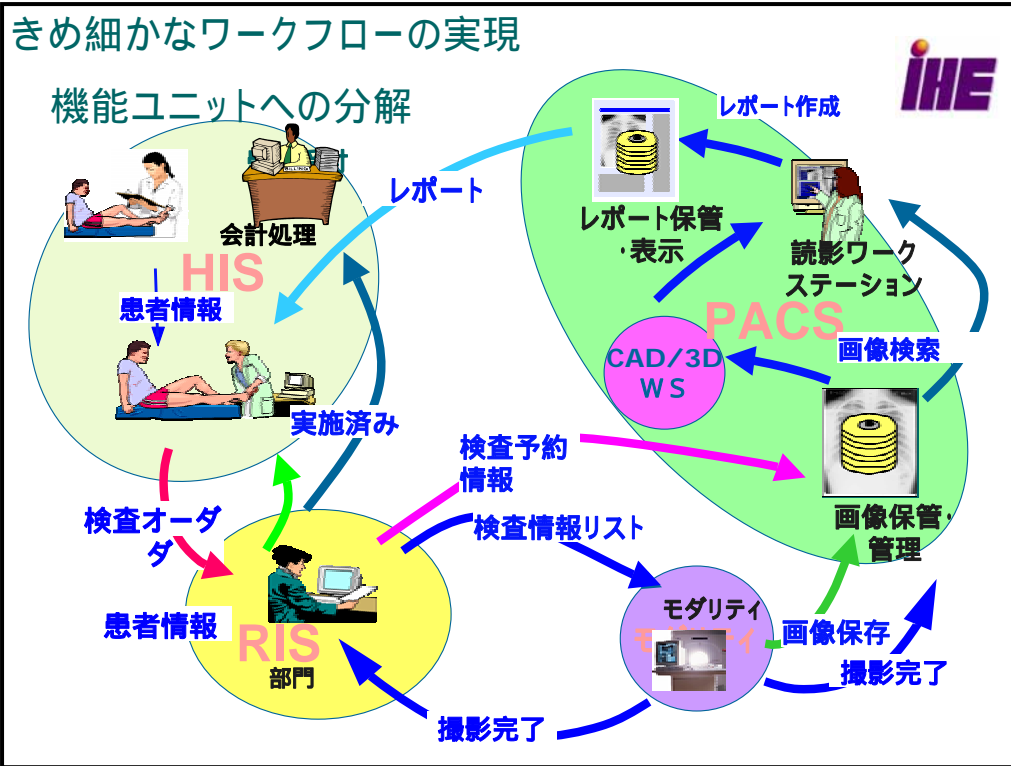 きめ細かなワークフローの実現
機能ユニットへの分解
IHE
レポート作成
レポート
レポート保管
・表示
読影ワーク
ステーション
会計処理
HIS
患者情報
PACS
CAD/3D
ＷＳ
画像検索
実施済み
検査予約
情報
検査オーダ
ダ
検査情報リスト
画像保管・
管理
モダリティ
モダリティ
患者情報
RIS
部門
画像保存
撮影完了
撮影完了